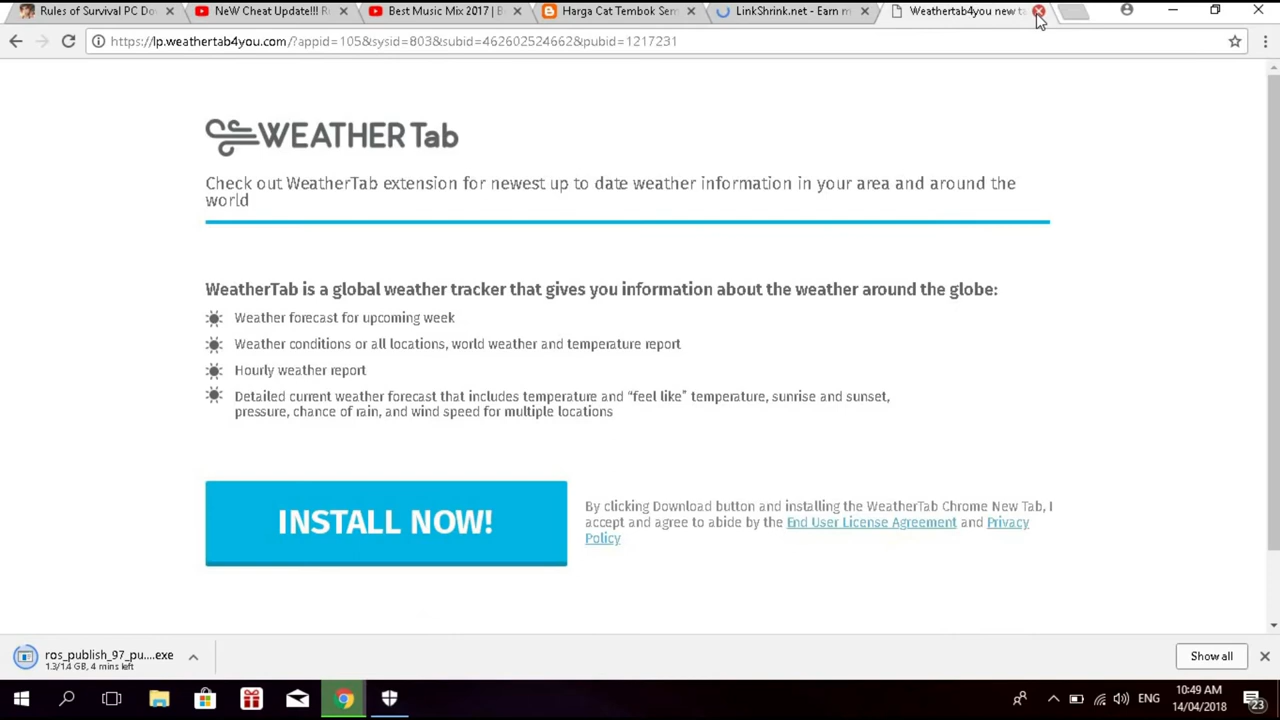 Rules of Survival PC Do
NeW Cheat Update!!! R
Best Music Mix 2017 | B
Harga Cat Tembok Sem
LinkShrink.net - Earn m
Weathertab4you new ta
https://lp.weathertab4you.com/?appid=105&sysid=803&subid=462602524662&pubid=1217231
WEATHER Tab
Check out WeatherTab extension for newest up to date weather information in your area and around the
world
WeatherTab is a global weather tracker that gives you information about the weather around the globe:
Weather forecast for upcoming week
Weather conditions or all locations, world weather and temperature report
Hourly weather report
Detailed current weather forecast that includes temperature and “feel like” temperature, sunrise and sunset,
pressure, chance of rain, and wind speed for multiple locations
INSTALL NOW!
By clicking Download button and installing the WeatherTab Chrome New Tab, I
accept and agree to abide by the End User License Agreement and Privacy
Policy
ros_publish_97_pu....exe
1.3/1.4 GB, 4 mins left
Show all
ENG
10:49 AM
14/04/2018
23